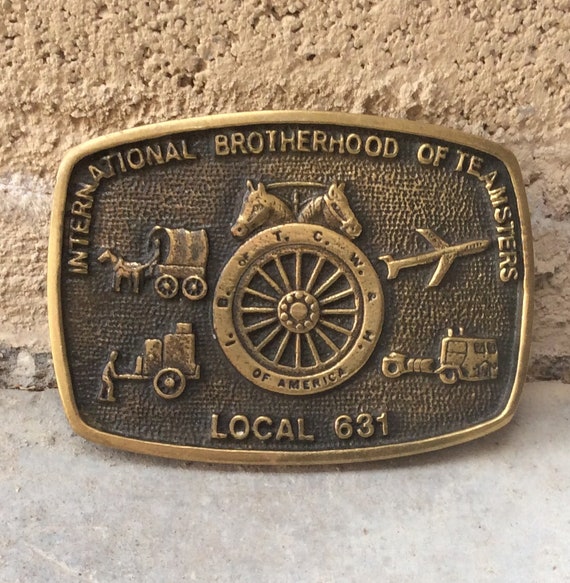 INTERNATIONAL BROTHERHOOD OF TEAMSTERS
I. B. of T. C. W. & H
OF AMERICA
LOCAL 631